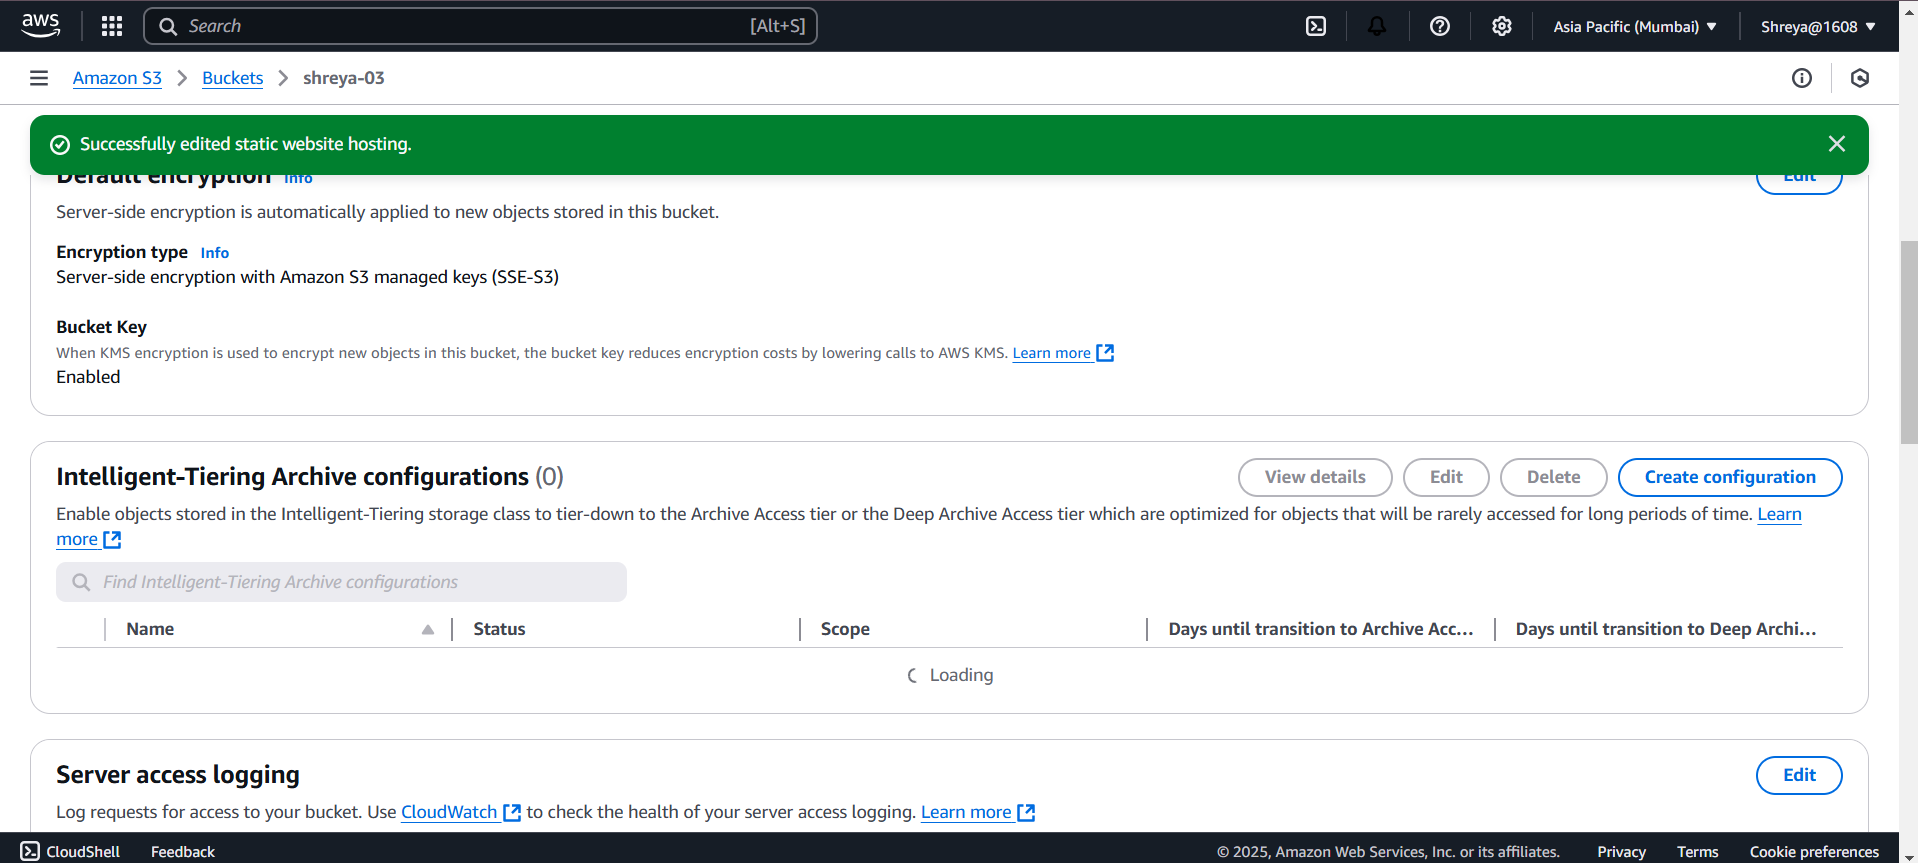 aws
Search [Alt+S]
Asia Pacific (Mumbai)
Shreya@1608
Amazon S3 > Buckets > shreya-03
Successfully edited static website hosting.
Default encryption Info
Edit
Server-side encryption is automatically applied to new objects stored in this bucket.
Encryption type Info
Server-side encryption with Amazon S3 managed keys (SSE-S3)
Bucket Key
When KMS encryption is used to encrypt new objects in this bucket, the bucket key reduces encryption costs by lowering calls to AWS KMS. Learn more
Enabled
Intelligent-Tiering Archive configurations (0)
View details Edit Delete Create configuration
Enable objects stored in the Intelligent-Tiering storage class to tier-down to the Archive Access tier or the Deep Archive Access tier which are optimized for objects that will be rarely accessed for long periods of time. Learn
more
Find Intelligent-Tiering Archive configurations
Name Status Scope Days until transition to Archive Acc... Days until transition to Deep Archi...
Loading
Server access logging
Edit
Log requests for access to your bucket. Use CloudWatch to check the health of your server access logging. Learn more
CloudShell Feedback © 2025, Amazon Web Services, Inc. or its affiliates. Privacy Terms Cookie preferences